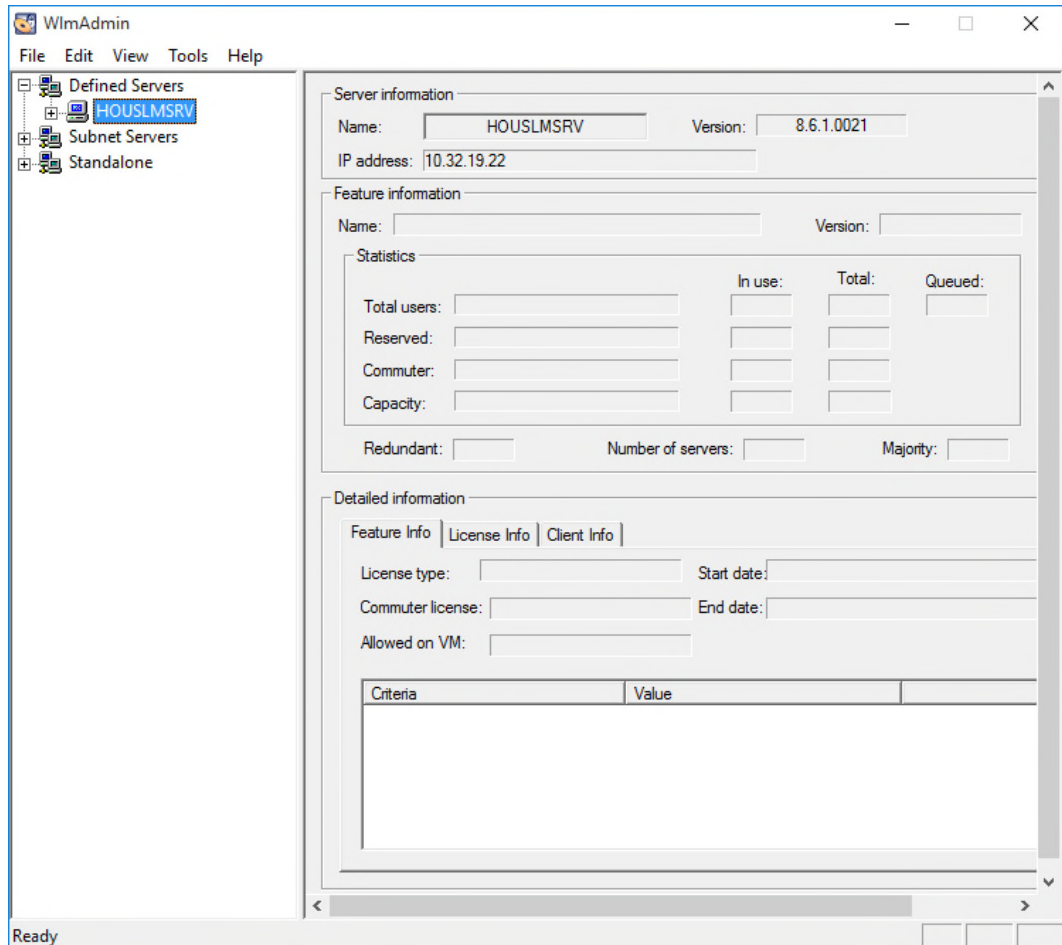 WlmAdmin
File Edit View Tools Help
Defined Servers
HOUSLMSRV
Subnet Servers
Standalone
Server information
Name: HOUSLMSRV Version: 8.6.1.0021
IP address: 10.32.19.22
Feature information
Name: Version:
Statistics
In use: Total: Queued:
Total users:
Reserved:
Commuter:
Capacity:
Redundant: Number of servers: Majority:
Detailed information
Feature Info License Info Client Info
License type: Start date:
Commuter license: End date:
Allowed on VM:
Criteria Value
Ready